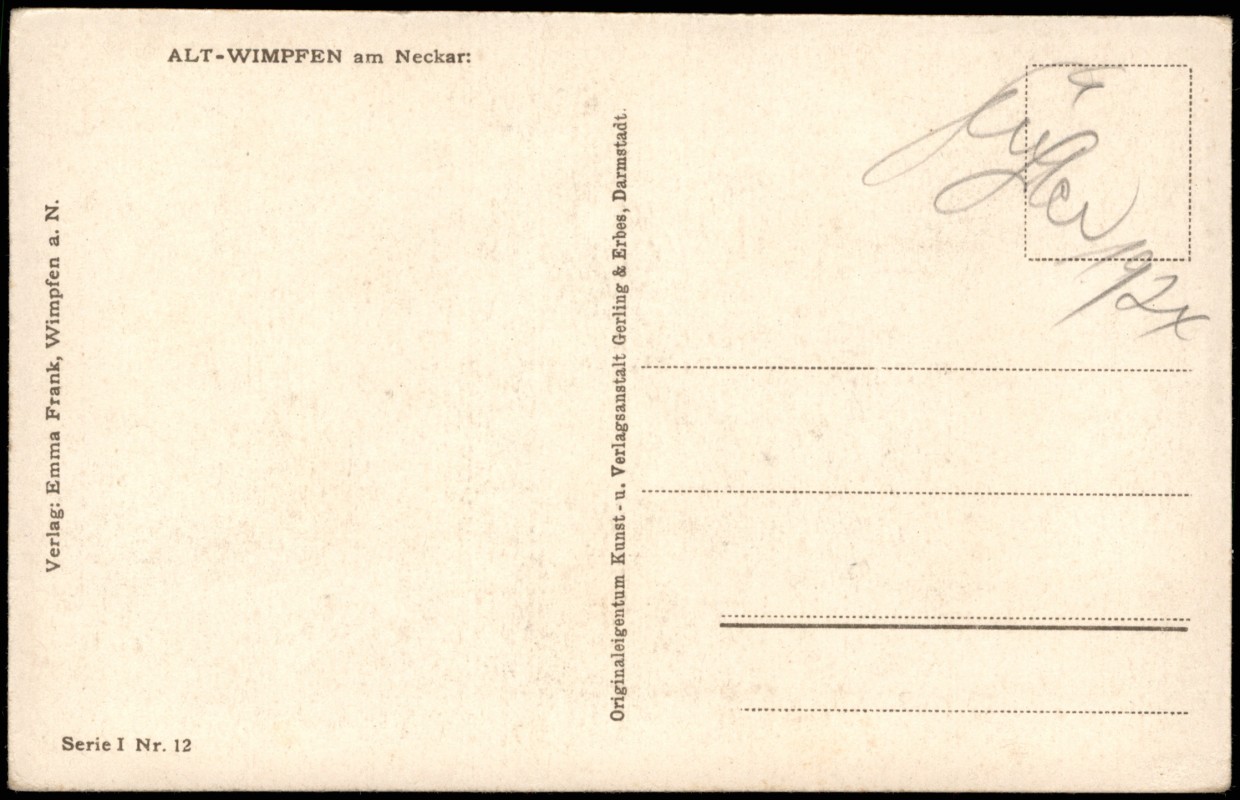 ALT-WIMPFEN am Neckar:
Verlag: Emma Frank, Wimpfen a. N.
Serie I Nr. 12
Originaleigentum Kunst- u. Verlagsanstalt Gerling & Erbes, Darmstadt.